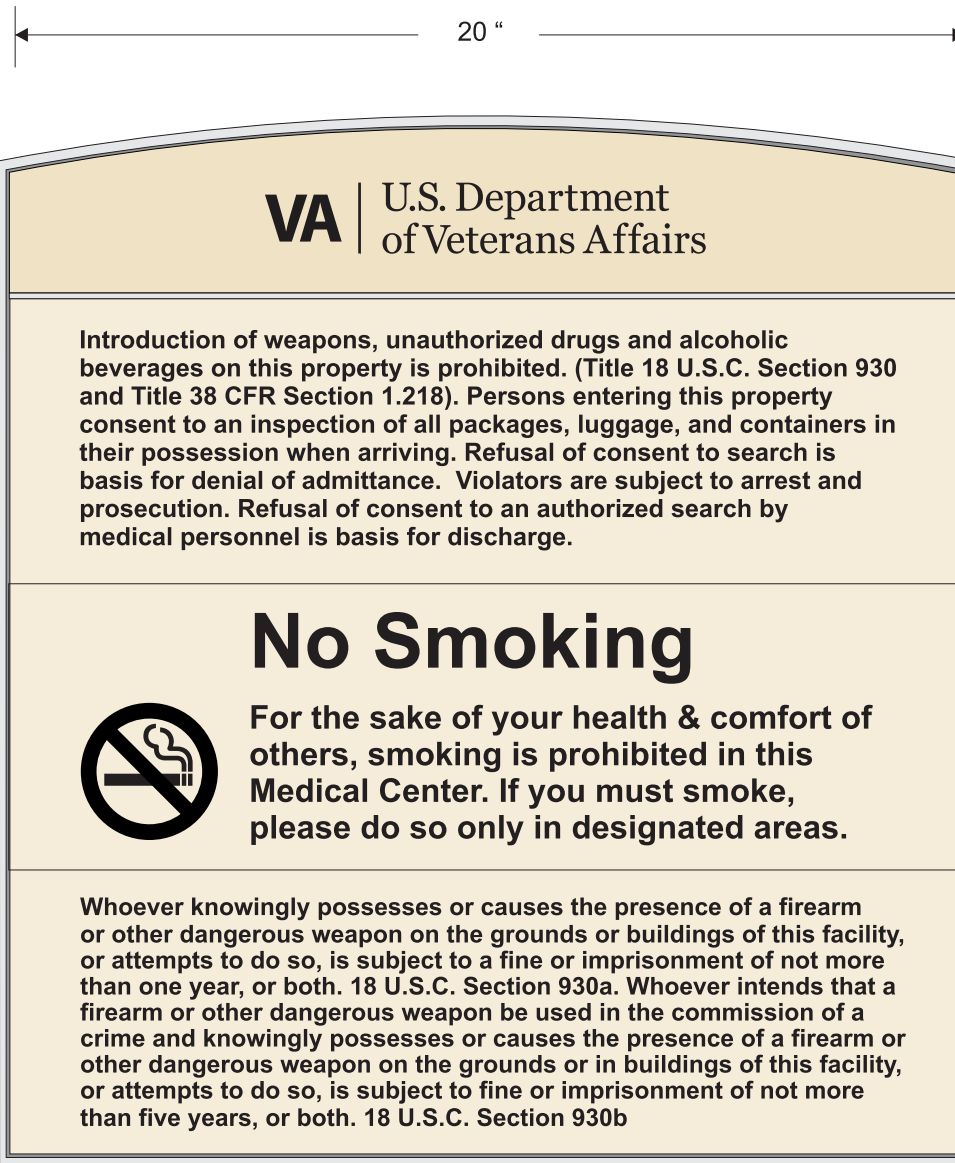 20 “
VA | U.S. Department
of Veterans Affairs
Introduction of weapons, unauthorized drugs and alcoholic
beverages on this property is prohibited. (Title 18 U.S.C. Section 930
and Title 38 CFR Section 1.218). Persons entering this property
consent to an inspection of all packages, luggage, and containers in
their possession when arriving. Refusal of consent to search is
basis for denial of admittance.  Violators are subject to arrest and
prosecution. Refusal of consent to an authorized search by
medical personnel is basis for discharge.
No Smoking
For the sake of your health & comfort of
others, smoking is prohibited in this
Medical Center. If you must smoke,
please do so only in designated areas.
Whoever knowingly possesses or causes the presence of a firearm
or other dangerous weapon on the grounds or buildings of this facility,
or attempts to do so, is subject to a fine or imprisonment of not more
than one year, or both. 18 U.S.C. Section 930a. Whoever intends that a
firearm or other dangerous weapon be used in the commission of a
crime and knowingly possesses or causes the presence of a firearm or
other dangerous weapon on the grounds or in buildings of this facility,
or attempts to do so, is subject to fine or imprisonment of not more
than five years, or both. 18 U.S.C. Section 930b